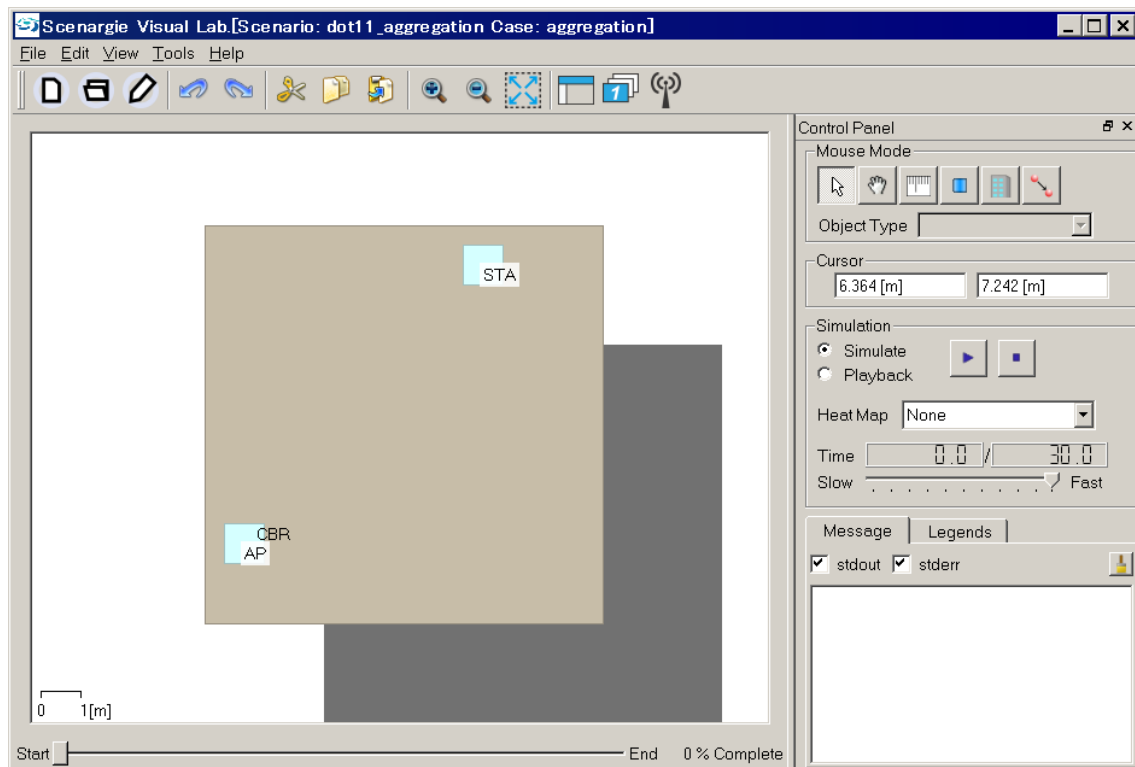 Scenargie Visual Lab.[Scenario: dot11_aggregation Case: aggregation]
File Edit View Tools Help
1
STA
CBR
AP
0 1[m]
Start End 0 % Complete
Control Panel
Mouse Mode
Object Type
Cursor
6.364 [m] 7.242 [m]
Simulation
Simulate
Playback
Heat Map None
Time 0.0 / 30.0
Slow Fast
Message Legends
stdout stderr